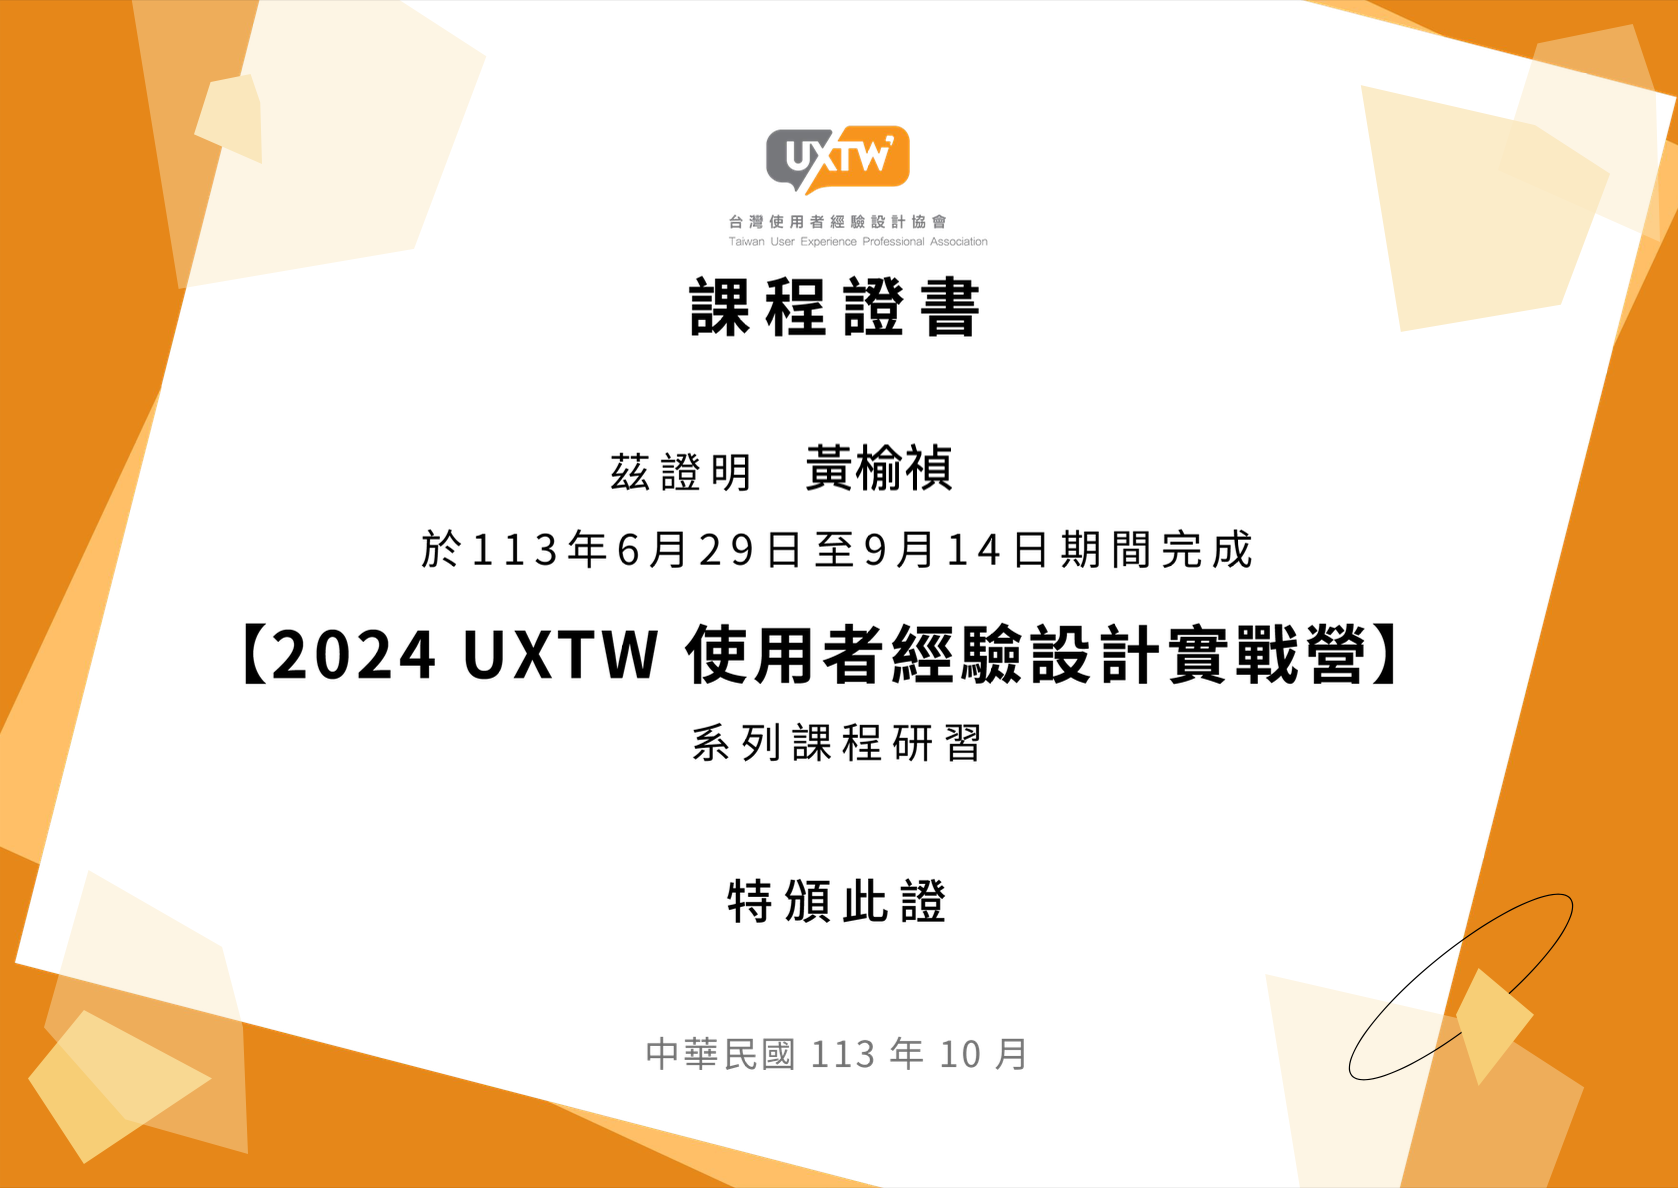 UXTW'
台灣使用者經驗設計協會
Taiwan User Experience Professional Association
課程證書
茲證明 黃榆禎
於113年6月29日至9月14日期間完成
【2024 UXTW 使用者經驗設計實戰營】
系列課程研習
特頒此證
中華民國 113 年 10 月